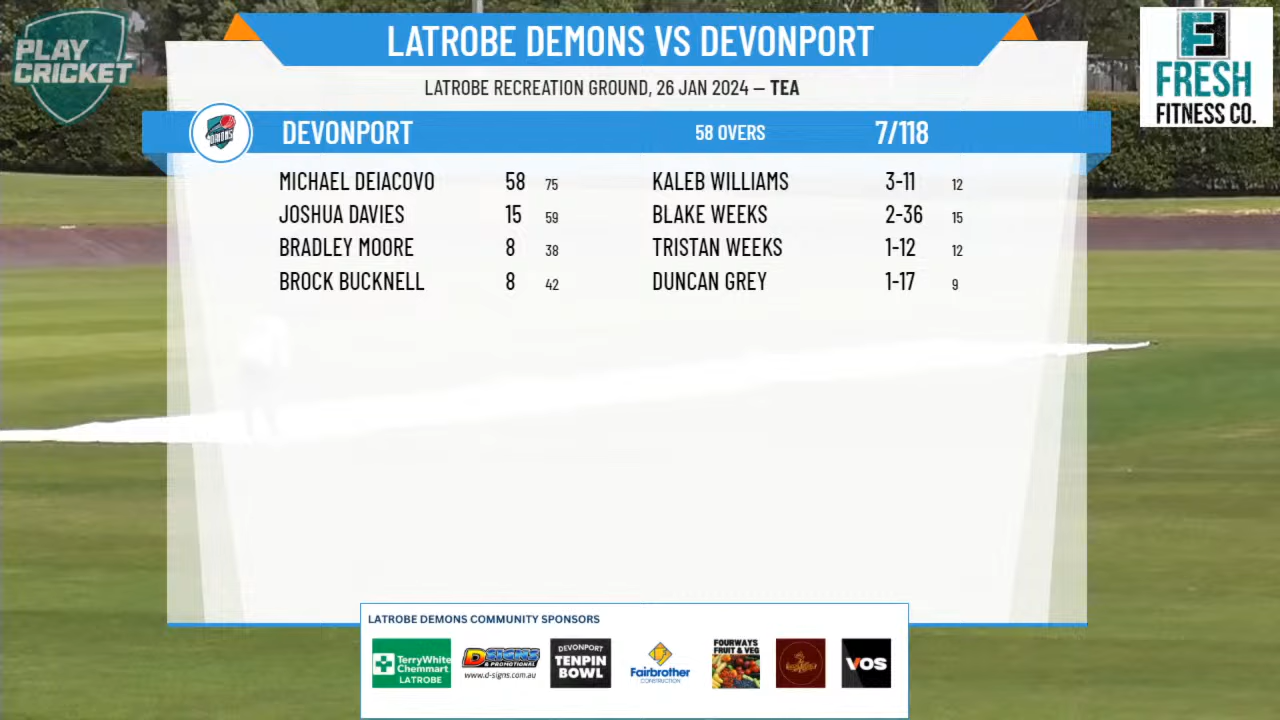 PLAY
CRICKET
LATROBE DEMONS VS DEVONPORT
FRESH
FITNESS CO.
LATROBE RECREATION GROUND, 26 JAN 2024 – TEA
DEMONS
DEVONPORT 58 OVERS 7/118
MICHAEL DEIACOVO 58 75 KALEB WILLIAMS 3-11 12
JOSHUA DAVIES 15 59 BLAKE WEEKS 2-36 15
BRADLEY MOORE 8 38 TRISTAN WEEKS 1-12 12
BROCK BUCKNELL 8 42 DUNCAN GREY 1-17 9
LATROBE DEMONS COMMUNITY SPONSORS
TerryWhite
Chemmart
LATROBE
D-SIGNS
& PROMOTIONAL
www.d-signs.com.au
DEVONPORT
TENPIN
BOWL
Fairbrother
CONSTRUCTION
FOURWAYS
FRUIT & VEG
VOS